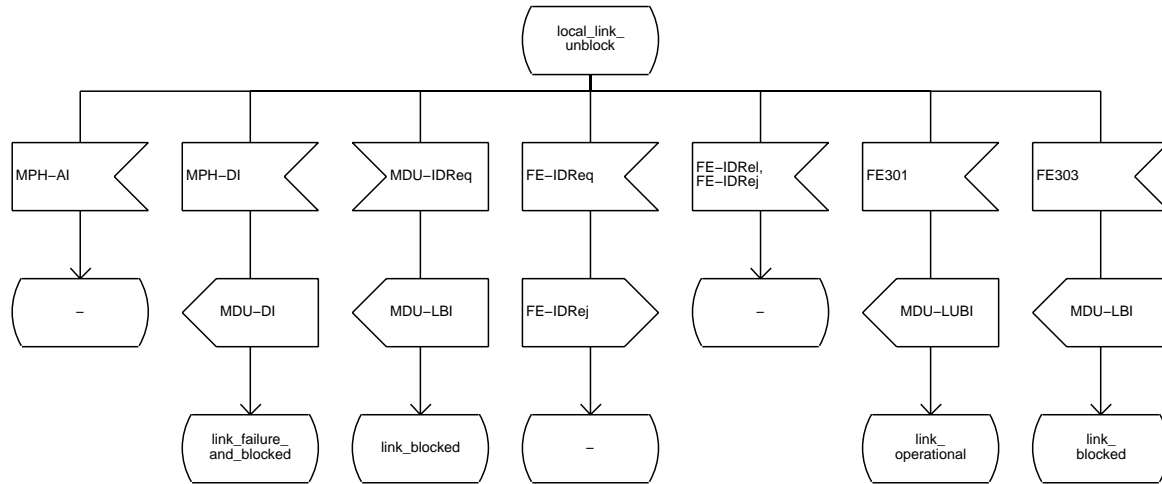 local_link_
unblock
MPH−AI
MPH−DI
MDU−IDReq
FE−IDReq
FE−IDRel,
FE−IDRej
FE301
FE303
−
MDU−DI
MDU−LBI
FE−IDRej
−
MDU−LUBI
MDU−LBI
link_failure_
and_blocked
link_blocked
−
link_
operational
link_
blocked